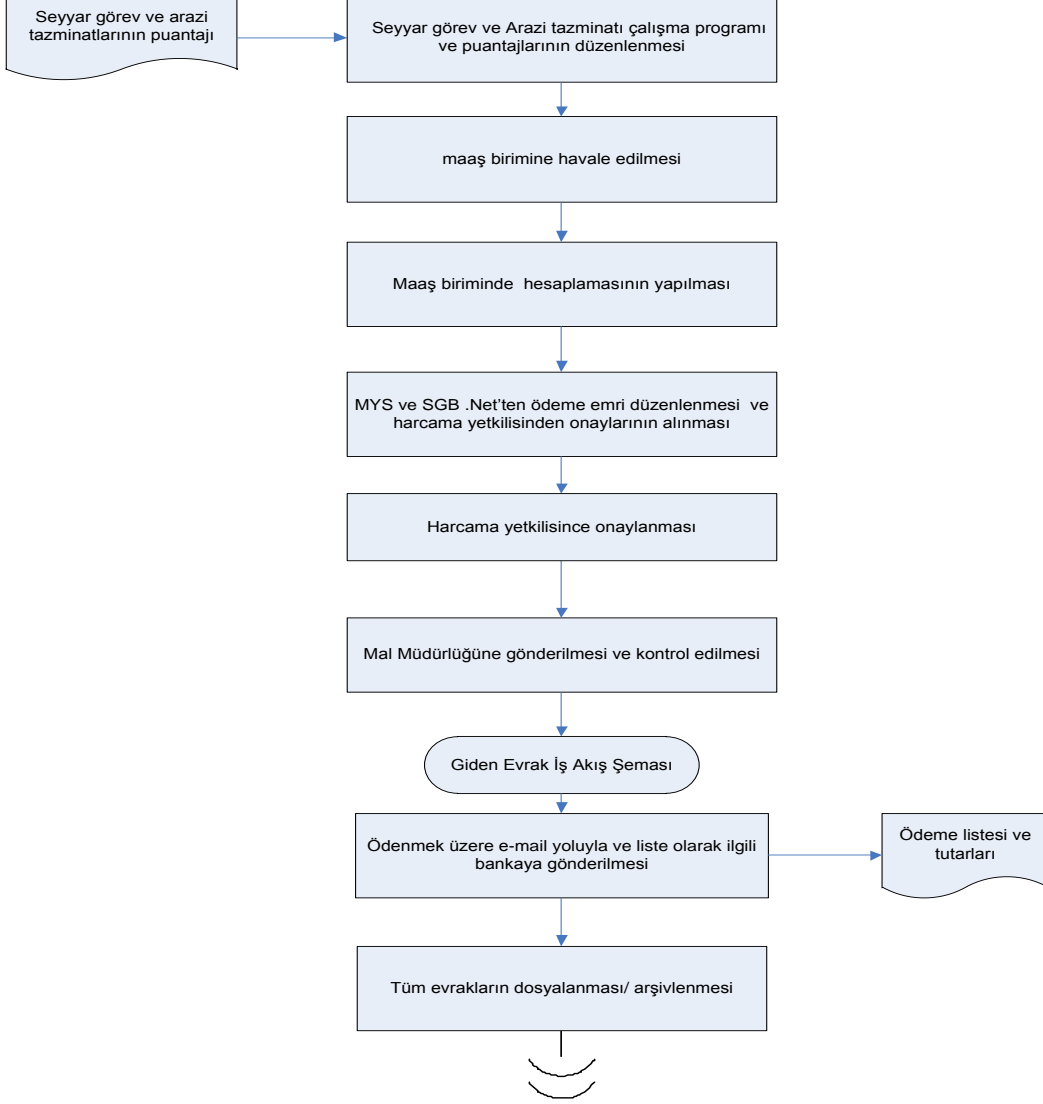 Seyyar görev ve arazi
tazminatlarının puantajı
Seyyar görev ve Arazi tazminatı çalışma programı
ve puantajlarının düzenlenmesi
maaş birimine havale edilmesi
Maaş biriminde hesaplamasının yapılması
MYS ve SGB .Net'ten ödeme emri düzenlenmesi ve
harcama yetkilisinden onaylarının alınması
Harcama yetkilisince onaylanması
Mal Müdürlüğüne gönderilmesi ve kontrol edilmesi
Giden Evrak İş Akış Şeması
Ödenmek üzere e-mail yoluyla ve liste olarak ilgili
bankaya gönderilmesi
Ödeme listesi ve
tutarları
Tüm evrakların dosyalanması/ arşivlenmesi